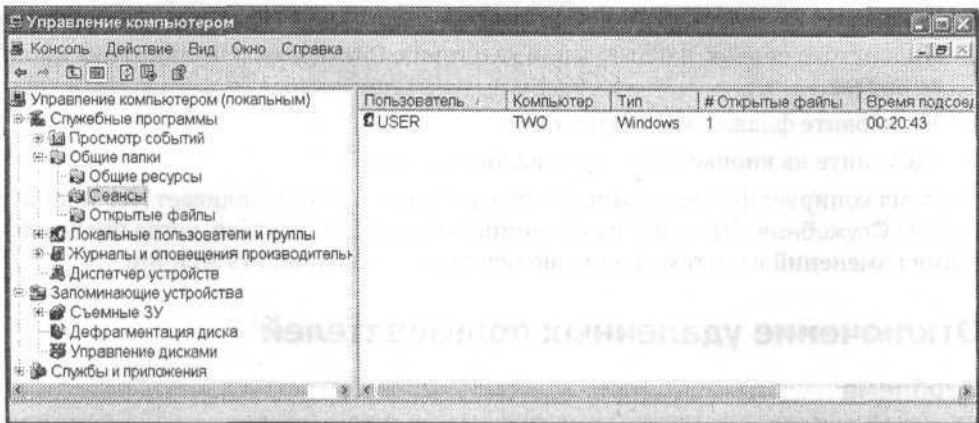 Управление компьютером
Консоль Действие Вид Окно Справка
Управление компьютером (локальным)
Служебные программы
Просмотр событий
Общие папки
Общие ресурсы
Сеансы
Открытые файлы
Локальные пользователи и группы
Журналы и оповещения производительн
Диспетчер устройств
Запоминающие устройства
Съемные ЗУ
Дефрагментация диска
Управление дисками
Службы и приложения
Пользователь Компьютер Тип # Открытые файлы Время подсоед
USER TWO Windows 1 00:20:43
Отключение удаленных пользователей